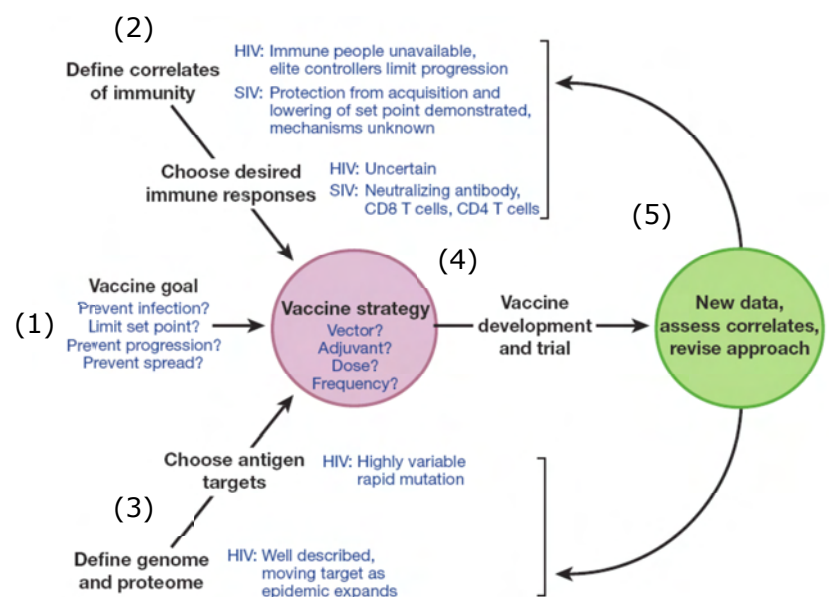 (2)
Define correlates
of immunity
HIV: Immune people unavailable,
elite controllers limit progression
SIV: Protection from acquisition and
lowering of set point demonstrated,
mechanisms unknown
Choose desired
immune responses
HIV: Uncertain
SIV: Neutralizing antibody,
CD8 T cells, CD4 T cells
(1)
Vaccine goal
Prevent infection?
Limit set point?
Prevent progression?
Prevent spread?
Vaccine strategy
Vector?
Adjuvant?
Dose?
Frequency?
(4)
Vaccine
development
and trial
(5)
New data,
assess correlates,
revise approach
Choose antigen
targets
HIV: Highly variable
rapid mutation
(3)
Define genome
and proteome
HIV: Well described,
moving target as
epidemic expands